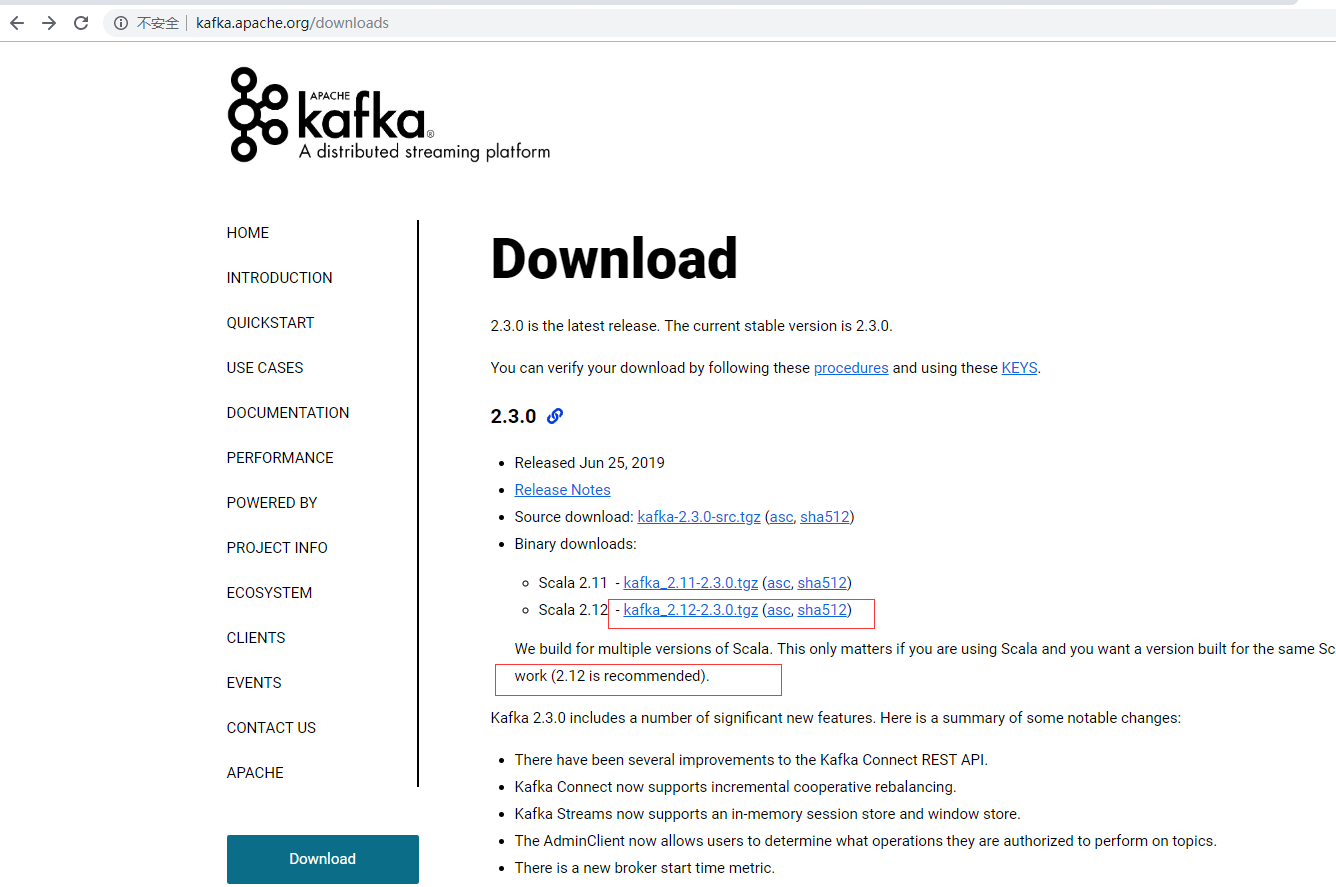 不安全 kafka.apache.org/downloads
APACHE
kafka®
A distributed streaming platform
HOME
INTRODUCTION
QUICKSTART
USE CASES
DOCUMENTATION
PERFORMANCE
POWERED BY
PROJECT INFO
ECOSYSTEM
CLIENTS
EVENTS
CONTACT US
APACHE
Download
Download
2.3.0 is the latest release. The current stable version is 2.3.0.
You can verify your download by following these procedures and using these KEYS.
2.3.0
Released Jun 25, 2019
Release Notes
Source download: kafka-2.3.0-src.tgz (asc, sha512)
Binary downloads:
Scala 2.11 - kafka_2.11-2.3.0.tgz (asc, sha512)
Scala 2.12 - kafka_2.12-2.3.0.tgz (asc, sha512)
We build for multiple versions of Scala. This only matters if you are using Scala and you want a version built for the same Sc
work (2.12 is recommended).
Kafka 2.3.0 includes a number of significant new features. Here is a summary of some notable changes:
There have been several improvements to the Kafka Connect REST API.
Kafka Connect now supports incremental cooperative rebalancing.
Kafka Streams now supports an in-memory session store and window store.
The AdminClient now allows users to determine what operations they are authorized to perform on topics.
There is a new broker start time metric.